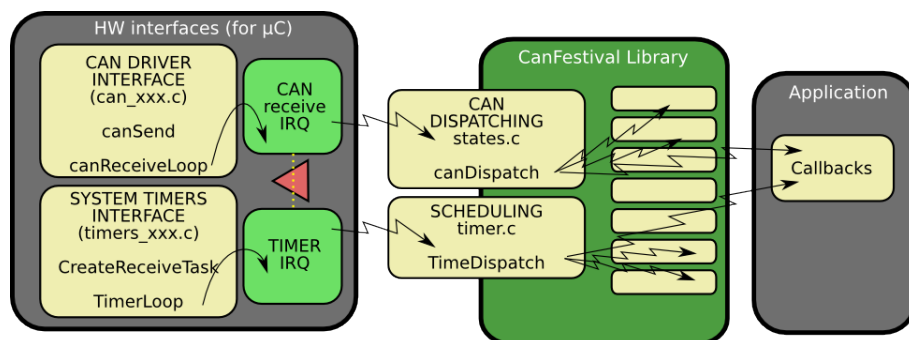 HW interfaces (for μC)
CAN DRIVER
INTERFACE
(can_xxx.c)
canSend
canReceiveLoop
CAN
receive
IRQ
SYSTEM TIMERS
INTERFACE
(timers_xxx.c)
CreateReceiveTask
TimerLoop
TIMER
IRQ
CanFestival Library
CAN
DISPATCHING
states.c
canDispatch
SCHEDULING
timer.c
TimeDispatch
Application
Callbacks